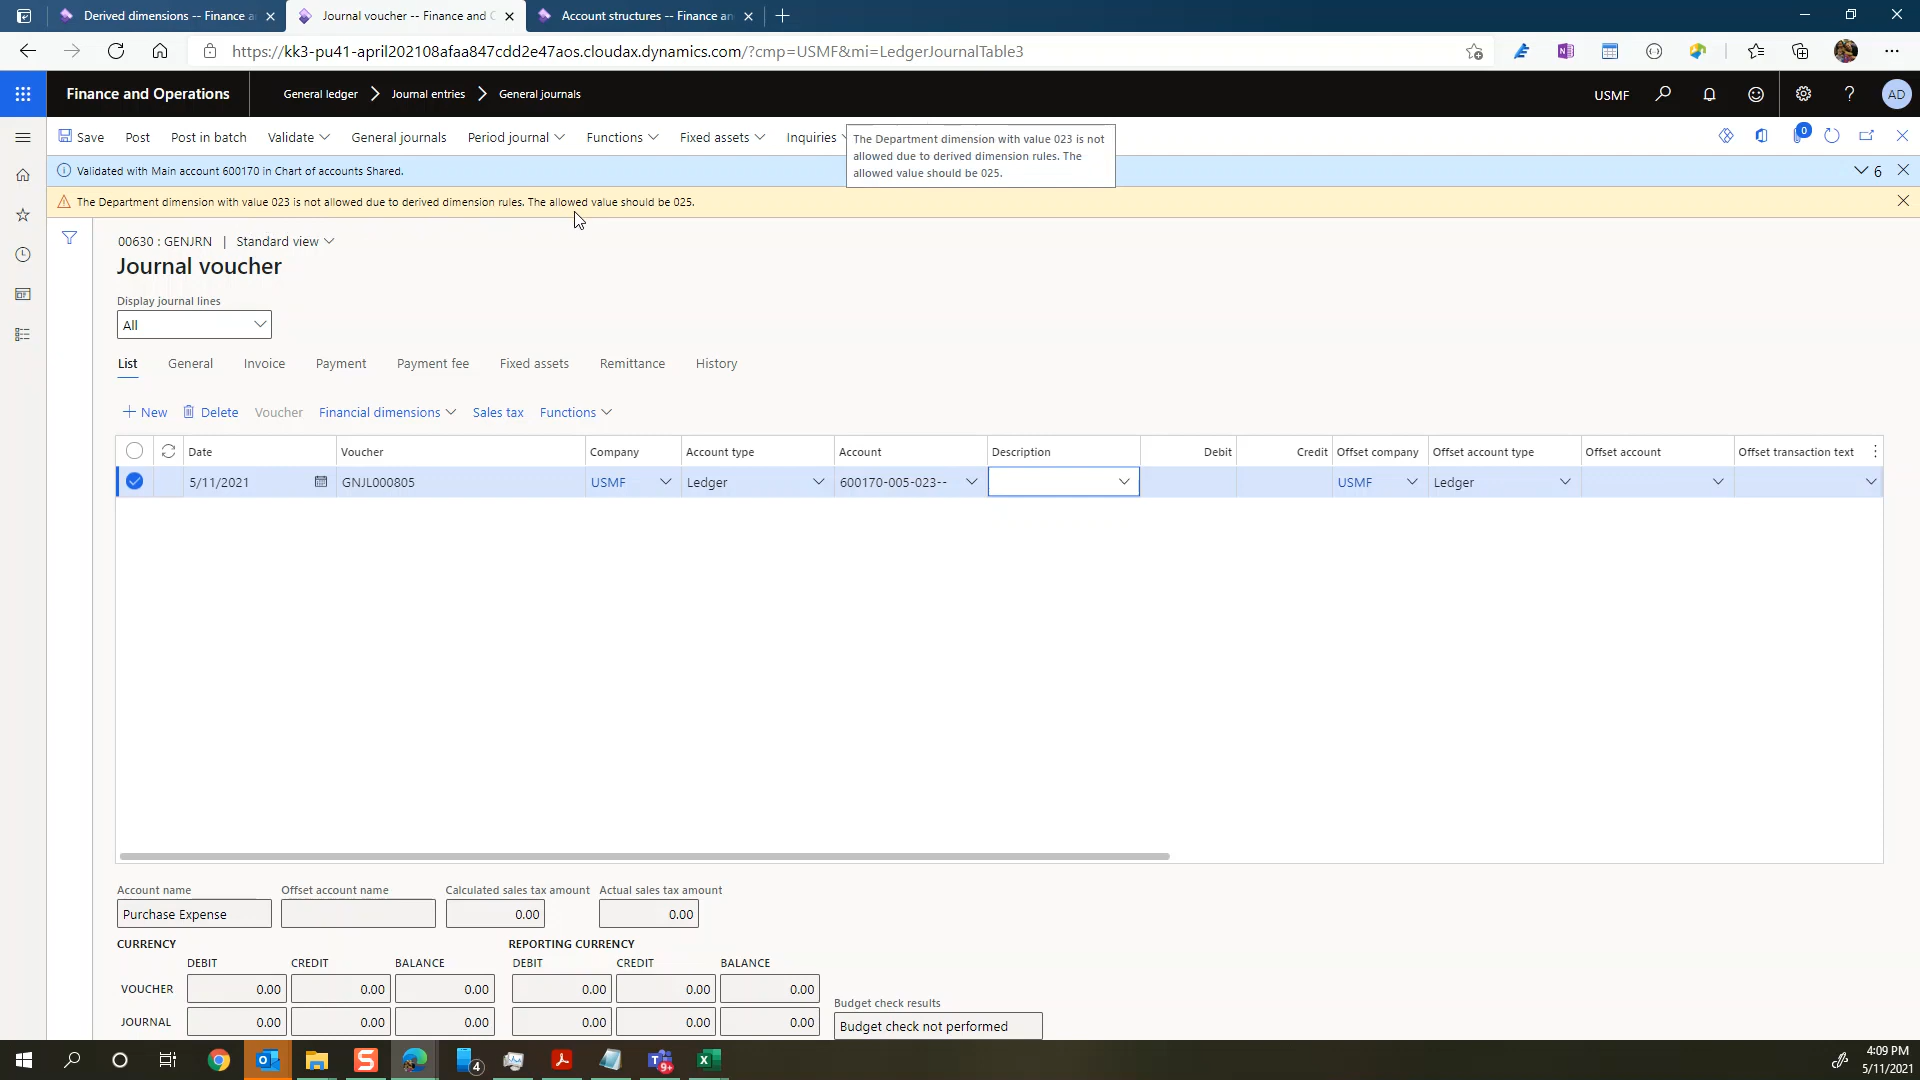 Derived dimensions -- Finance a
Journal voucher -- Finance and C
Account structures -- Finance an
https://kk3-pu41-april202108afaa847cdd2e47aos.cloudax.dynamics.com/?cmp=USMF&mi=LedgerJournalTable3
Finance and Operations
General ledger
Journal entries
General journals
USMF
?
AD
Save
Post
Post in batch
Validate
General journals
Period journal
Functions
Fixed assets
Inquiries
0
The Department dimension with value 023 is not
allowed due to derived dimension rules. The
allowed value should be 025.
Validated with Main account 600170 in Chart of accounts Shared.
6
The Department dimension with value 023 is not allowed due to derived dimension rules. The allowed value should be 025.
00630 : GENJRN | Standard view
Journal voucher
Display journal lines
All
List
General
Invoice
Payment
Payment fee
Fixed assets
Remittance
History
New
Delete
Voucher
Financial dimensions
Sales tax
Functions
Date
Voucher
Company
Account type
Account
Description
Debit
Credit
Offset company
Offset account type
Offset account
Offset transaction text
5/11/2021
GNJL000805
USMF
Ledger
600170-005-023--
USMF
Ledger
Account name
Offset account name
Calculated sales tax amount
Actual sales tax amount
Purchase Expense
0.00
0.00
CURRENCY
REPORTING CURRENCY
DEBIT
CREDIT
BALANCE
DEBIT
CREDIT
BALANCE
VOUCHER
0.00
0.00
0.00
0.00
0.00
0.00
JOURNAL
0.00
0.00
0.00
0.00
0.00
0.00
Budget check results
Budget check not performed
4
9+
4:09 PM
5/11/2021